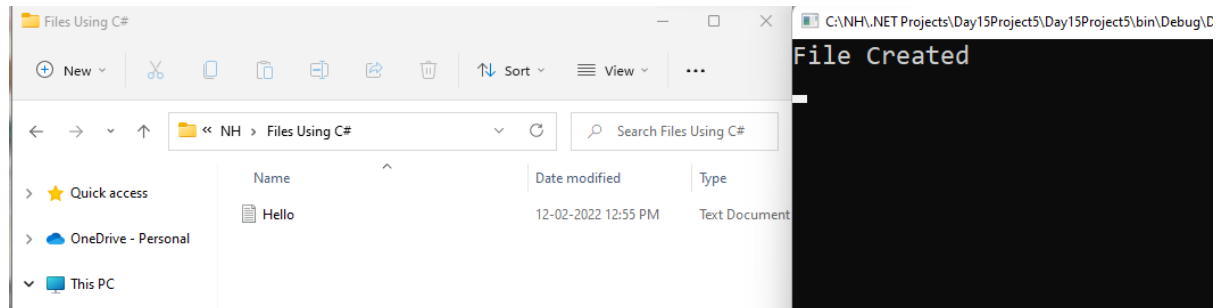 Files Using C#
New
Sort
View
•••
« NH > Files Using C#
Search Files Using C#
Name
Date modified
Type
Quick access
Hello
12-02-2022 12:55 PM
Text Document
OneDrive - Personal
This PC
C:\NH\.NET Projects\Day15Project5\Day15Project5\bin\Debug\D
File Created